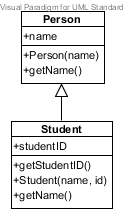 Visual Paradigm for UML Standard
Person
+name
+Person(name)
+getName()
Student
+studentID
+getStudentID()
+Student(name, id)
+getName()